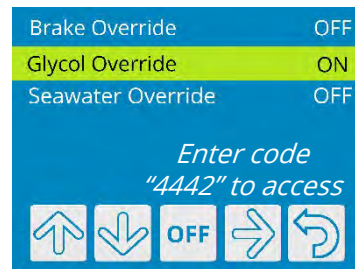 Brake Override OFF
Glycol Override ON
Seawater Override OFF
Enter code
“4442” to access
OFF